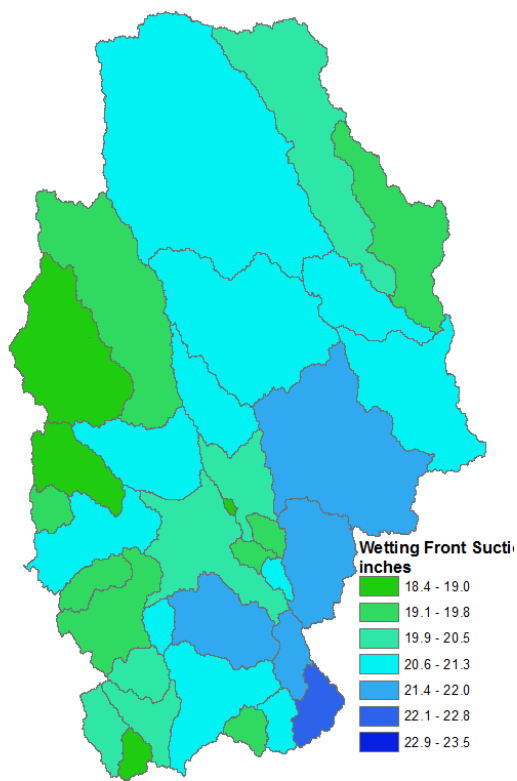 Wetting Front Sucti
inches
18.4 - 19.0
19.1 - 19.8
19.9 - 20.5
20.6 - 21.3
21.4 - 22.0
22.1 - 22.8
22.9 - 23.5